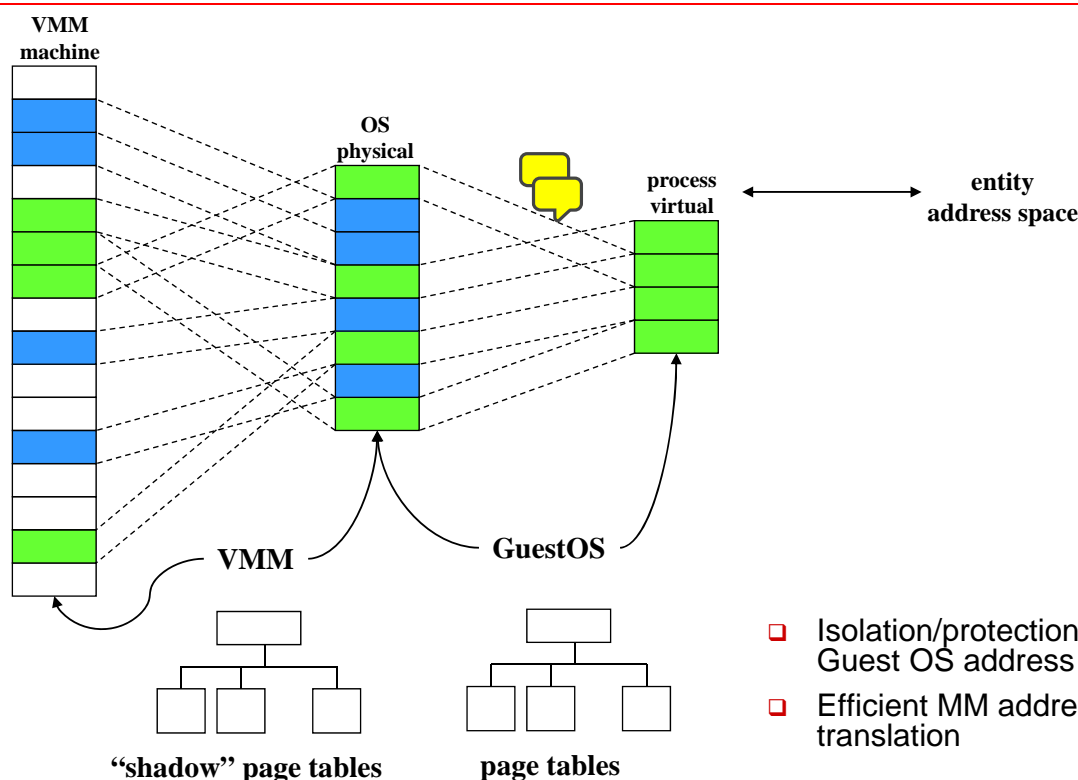 VMM
machine
OS
physical
process
virtual
entity
address space
VMM
GuestOS
“shadow” page tables
page tables
❑ Isolation/protection
Guest OS address
❑ Efficient MM addre
translation